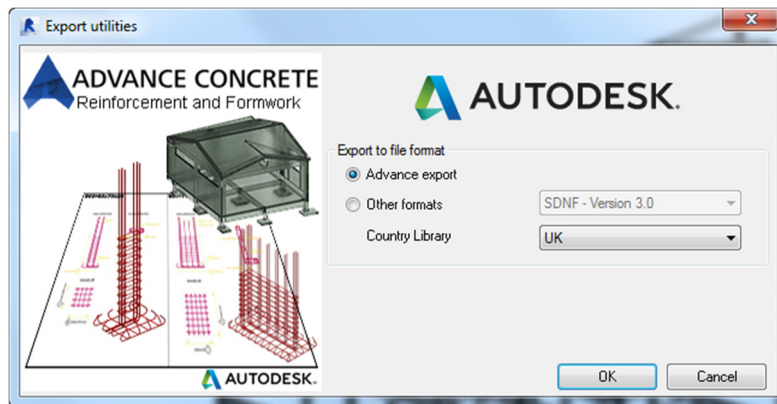 Export utilities
ADVANCE CONCRETE
Reinforcement and Formwork
AUTODESK.
AUTODESK.
Export to file format
Advance export
Other formats
SDNF - Version 3.0
Country Library
UK
OK
Cancel